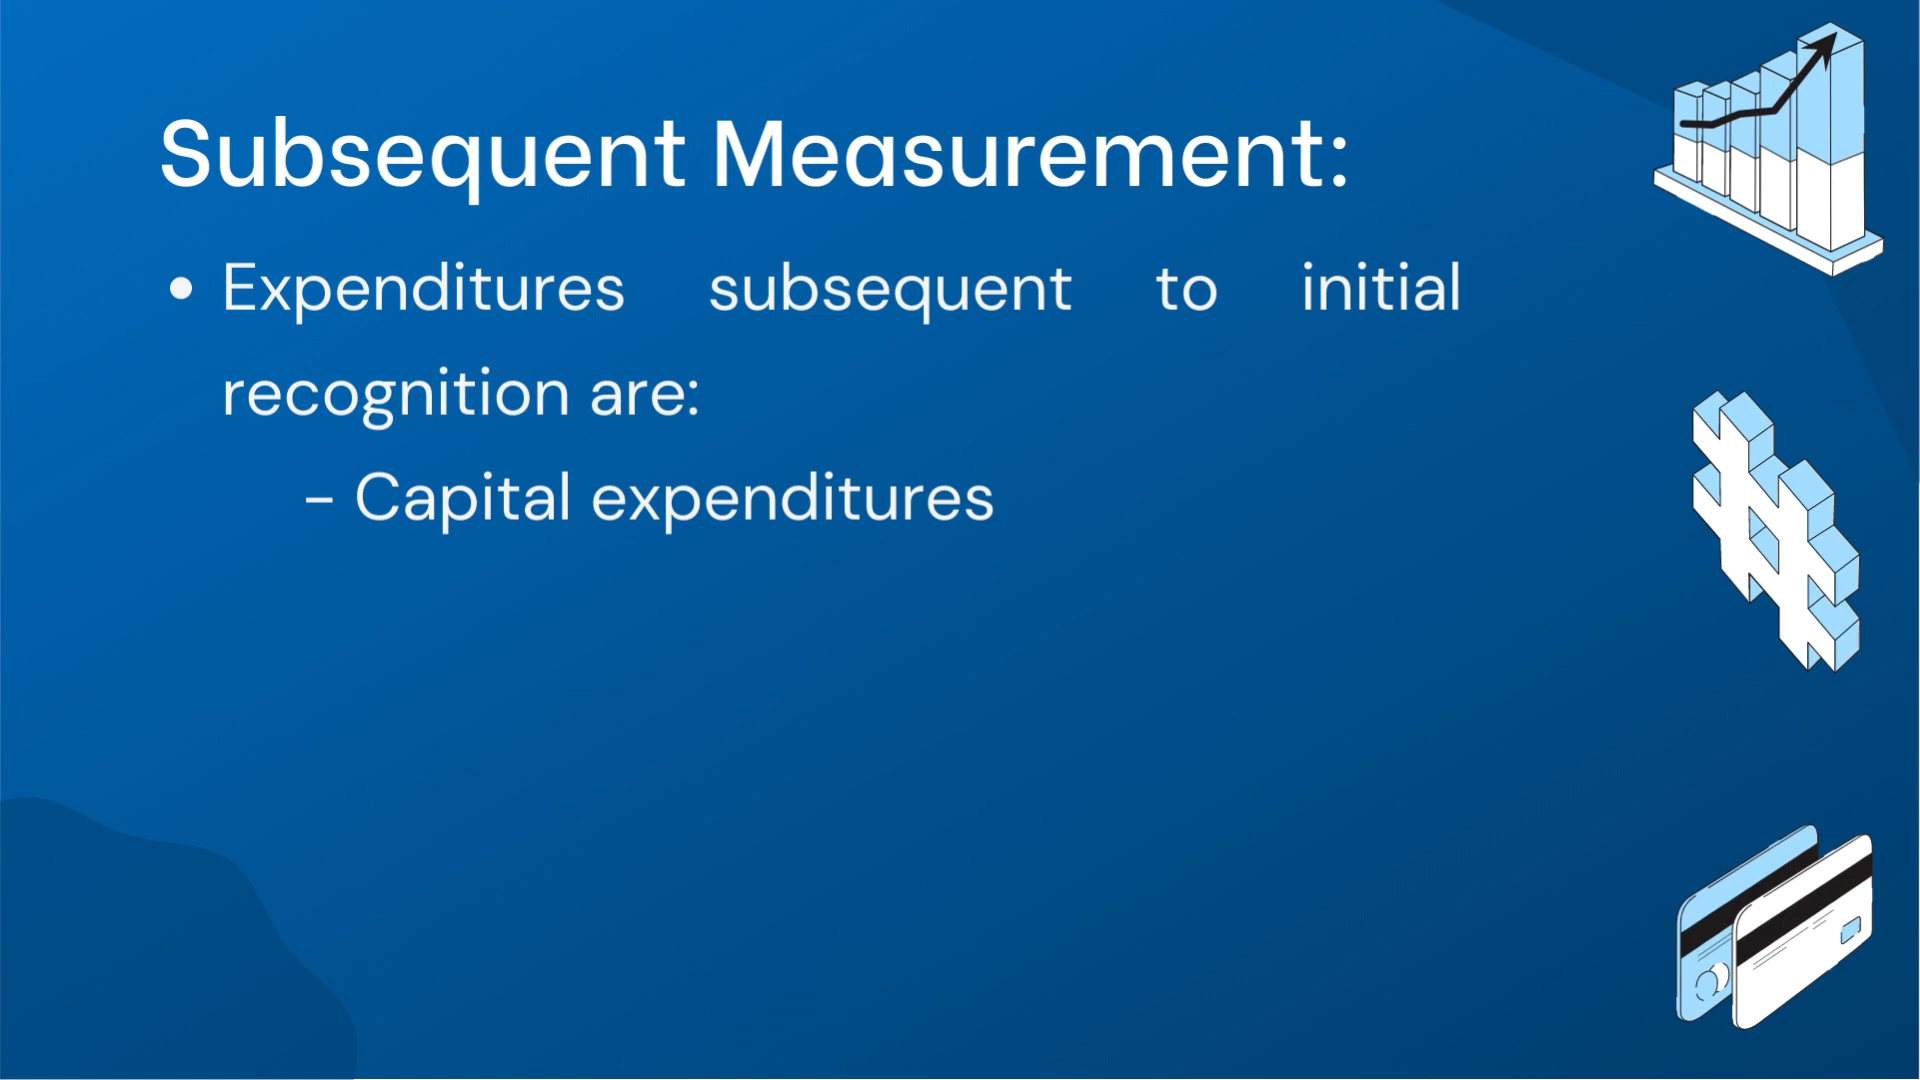 Subsequent Measurement:
• Expenditures subsequent to initial
recognition are:
– Capital expenditures